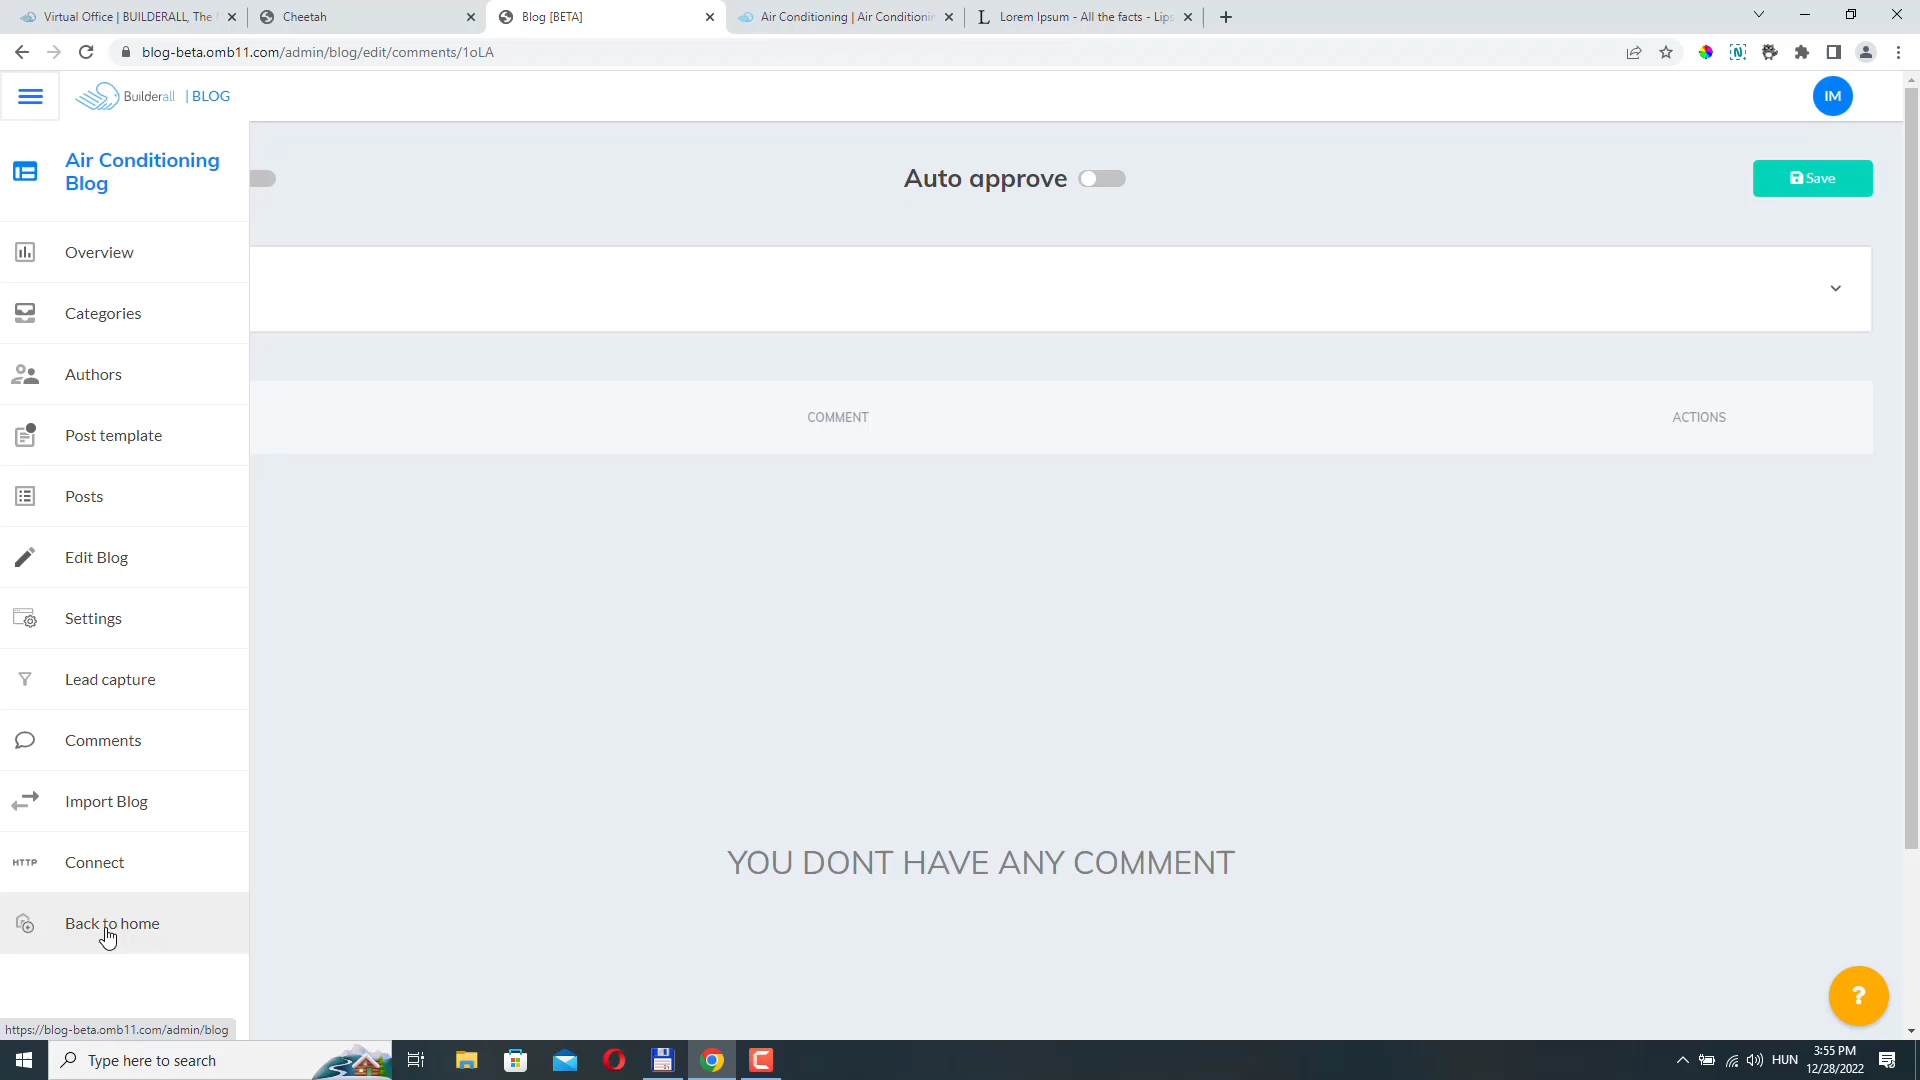 Virtual Office | BUILDERALL, The
Cheetah
Blog [BETA]
Air Conditioning | Air Conditionin
Lorem Ipsum - All the facts - Lips
blog-beta.omb11.com/admin/blog/edit/comments/1oLA
Builderall | BLOG
IM
Air Conditioning
Blog
Auto approve
Save
Overview
Categories
Authors
COMMENT
ACTIONS
Post template
Posts
Edit Blog
Settings
Lead capture
Comments
Import Blog
HTTP Connect
YOU DONT HAVE ANY COMMENT
Back to home
?
https://blog-beta.omb11.com/admin/blog
Type here to search
HUN
3:55 PM
12/28/2022